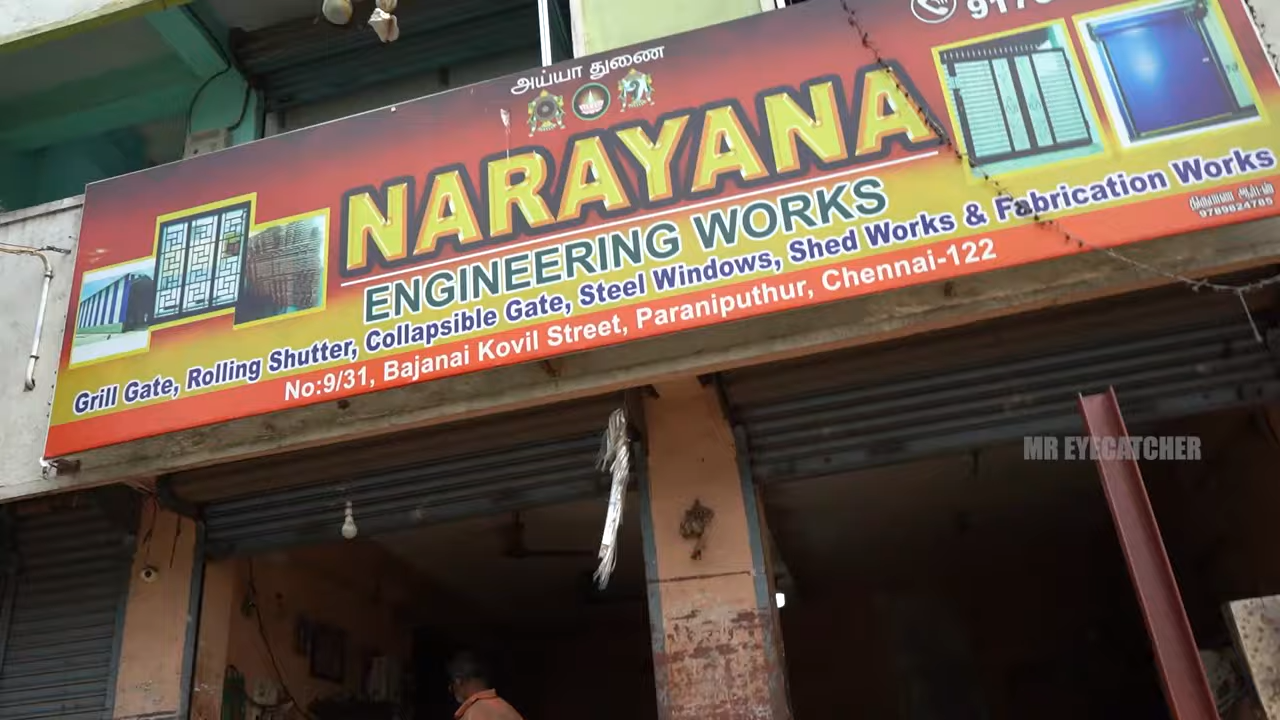 அய்யா துணை
NARAYANA
ENGINEERING WORKS
Grill Gate, Rolling Shutter, Collapsible Gate, Steel Windows, Shed Works & Fabrication Works
No:9/31, Bajanai Kovil Street, Paraniputhur, Chennai-122
9789824785
MR EYECATCHER